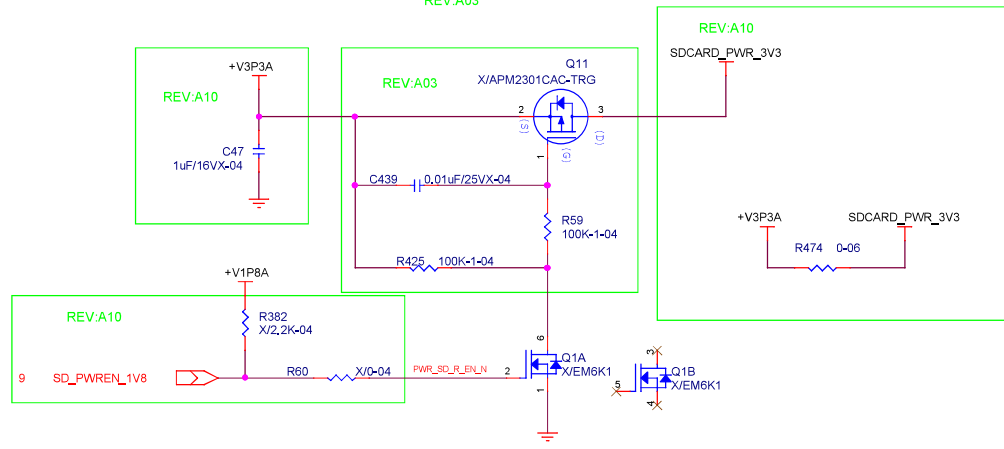 REV:A03
REV:A10
SDCARD_PWR_3V3
+V3P3A
REV:A10
C47
1uF/16VX-04
REV:A03
Q11
X/APM2301CAC-TRG
2
3
(S)
(D)
(G)
1
C439
0.01uF/25VX-04
R59
100K-1-04
R425
100K-1-04
+V3P3A
SDCARD_PWR_3V3
R474
0-06
+V1P8A
REV:A10
R382
X/2.2K-04
9
SD_PWREN_1V8
R60
X/0-04
PWR_SD_R_EN_N
2
6
Q1A
X/EM6K1
1
3
5
Q1B
X/EM6K1
4